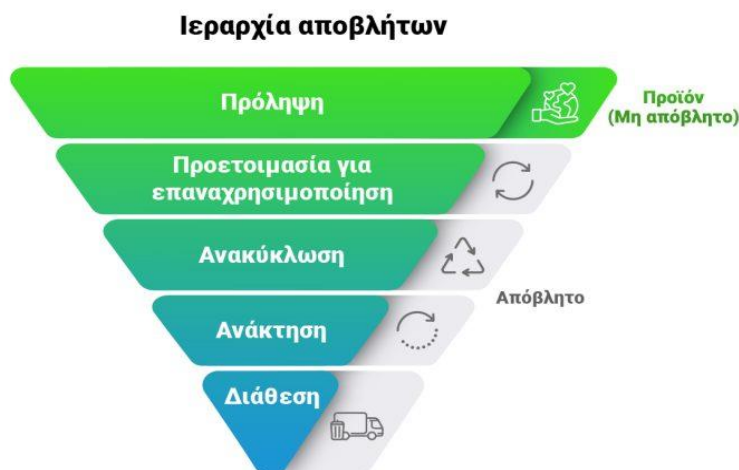 Ιεραρχία αποβλήτων
Πρόληψη
Προϊόν
(Μη απόβλητο)
Προετοιμασία για
επαναχρησιμοποίηση
Ανακύκλωση
Απόβλητο
Ανάκτηση
Διάθεση